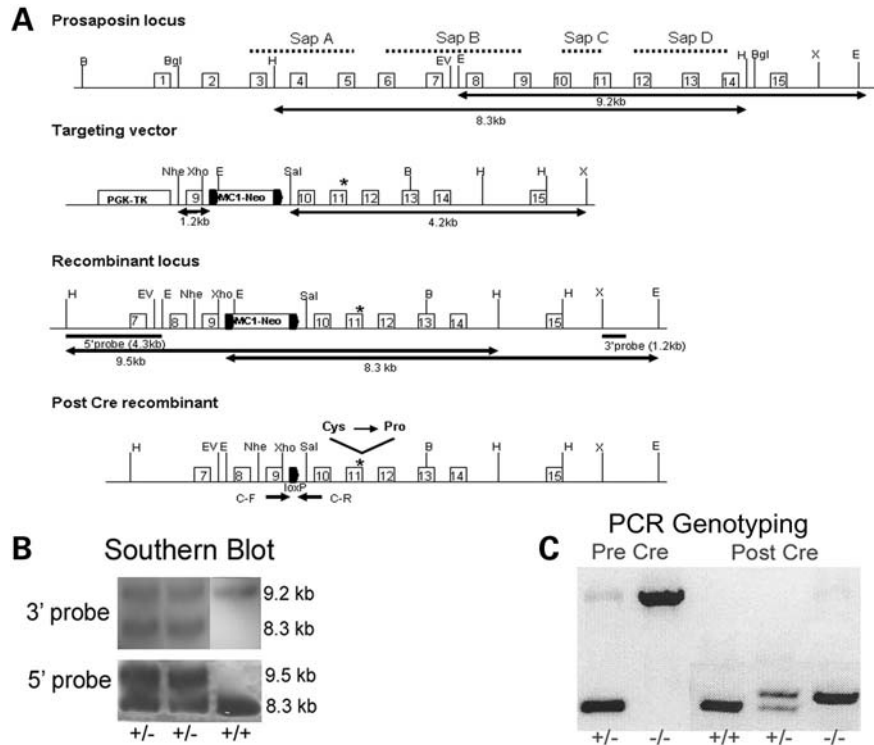 A
Prosaposin locus
Sap A Sap B Sap C Sap D
B Bgl H EV E H Bgl X E
1 2 3 4 5 6 7 8 9 10 11 12 13 14 15
9.2kb
8.3kb
Targeting vector
Nhe Xho E Sal * B H H X
PGK-TK 9 MC1-Neo 10 11 12 13 14 15
1.2kb 4.2kb
Recombinant locus
H EV E Nhe Xho E Sal * B H H X E
7 8 9 MC1-Neo 10 11 12 13 14 15
5'probe (4.3kb) 3'probe (1.2kb)
9.5kb 8.3 kb
Post Cre recombinant
Cys Pro
H EV E Nhe Xho Sal * B H H X E
7 8 9 10 11 12 13 14 15
loxP
C-F C-R
B Southern Blot
3' probe 9.2 kb
8.3 kb
5' probe 9.5 kb
8.3 kb
+/- +/- +/+
C PCR Genotyping
Pre Cre Post Cre
+/- -/- +/+ +/- -/-